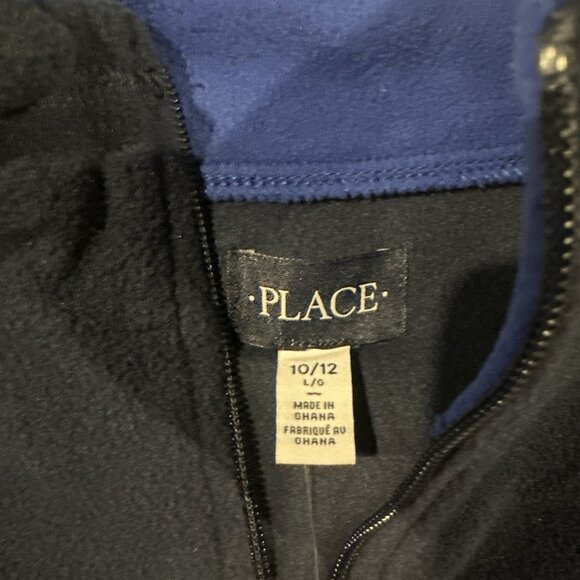 ·PLACE·
10/12
L/G
MADE IN
GHANA
FABRIQUÉ AU
GHANA